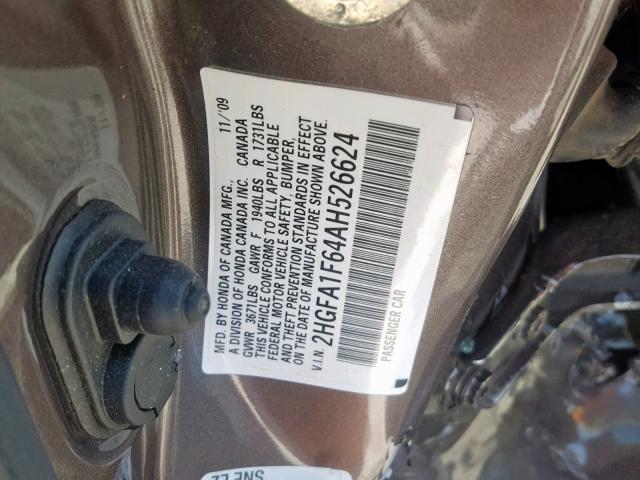 MFD. BY HONDA OF CANADA MFG., 11/'09
A DIVISION OF HONDA CANADA INC. CANADA
GVWR 3671LBS GAWR F 1940LBS R 1731LBS
THIS VEHICLE CONFORMS TO ALL APPLICABLE
FEDERAL MOTOR VEHICLE SAFETY, BUMPER,
AND THEFT PREVENTION STANDARDS IN EFFECT
ON THE DATE OF MANUFACTURE SHOWN ABOVE.
V.I.N. 2HGFA1F64AH526624
PASSENGER CAR